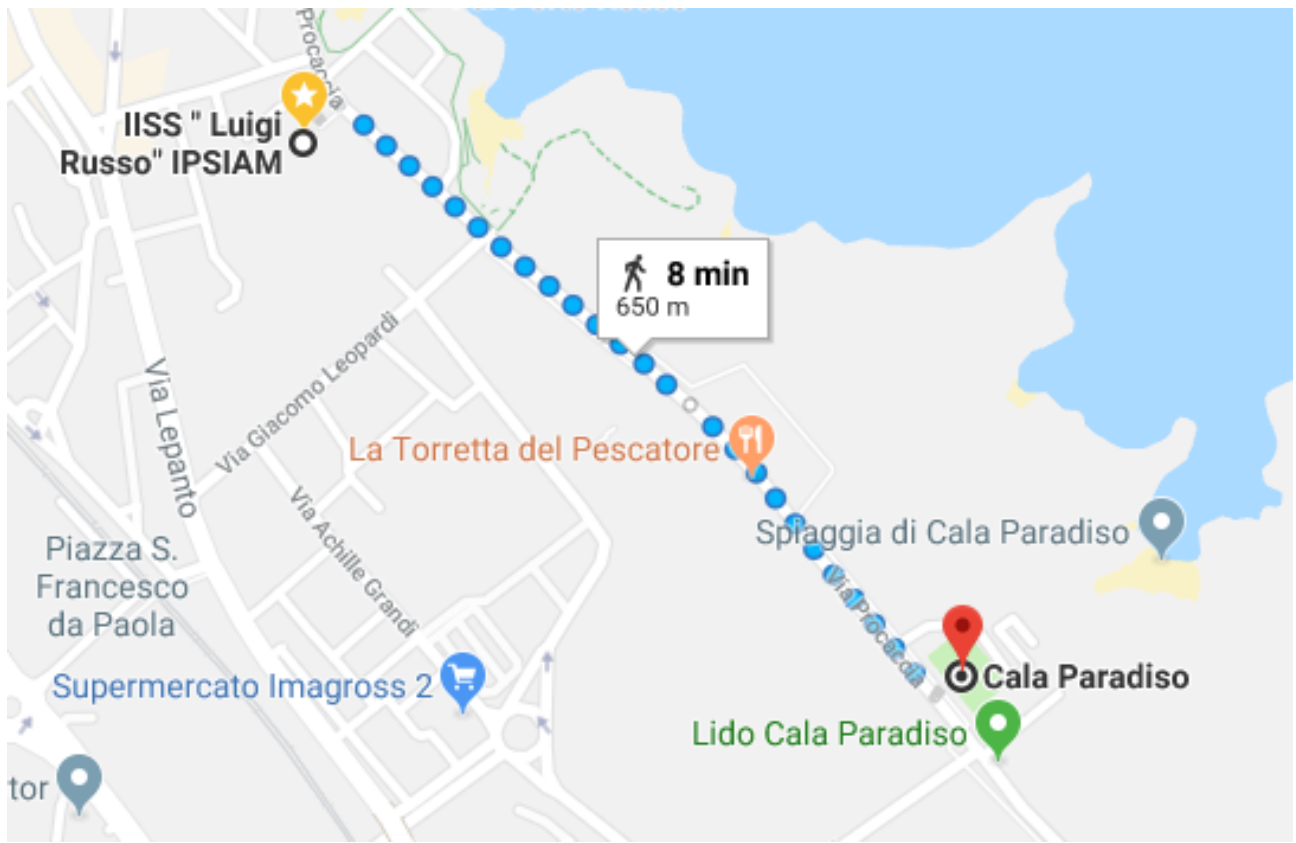 Procaccia
IISS " Luigi
Russo" IPSIAM
8 min
650 m
Via Giacomo Leopardi
Via Lepanto
La Torretta del Pescatore
Via Achille Grandi
Spiaggia di Cala Paradiso
Piazza S.
Francesco
da Paola
Via Procaccia
Supermercato Imagross 2
Cala Paradiso
Lido Cala Paradiso
tor